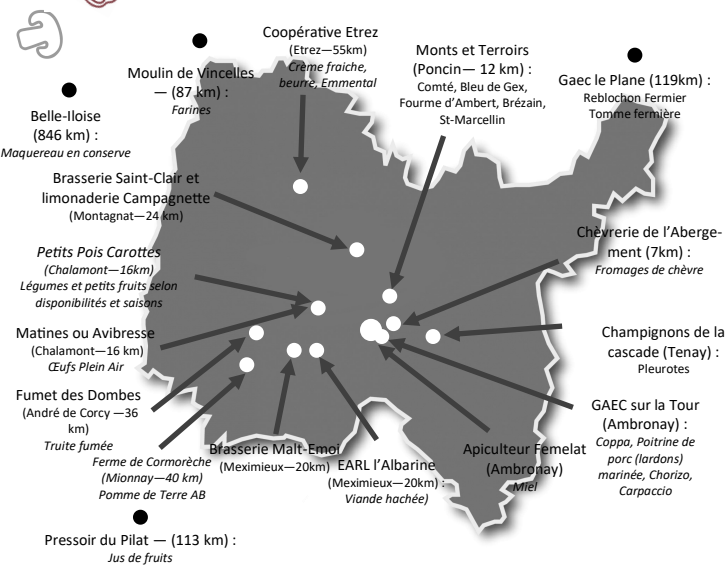 Coopérative Etrez
(Etrez—55km)
Crème fraiche,
beurre, Emmental
Monts et Terroirs
(Poncin— 12 km) :
Comté, Bleu de Gex,
Fourme d’Ambert, Brézain,
St-Marcellin
Gaec le Plane (119km) :
Reblochon Fermier
Tomme fermière
Moulin de Vincelles
— (87 km) :
Farines
Belle-Iloise
(846 km) :
Maquereau en conserve
Brasserie Saint-Clair et
limonaderie Campagnette
(Montagnat—24 km)
Chèvrerie de l’Aberge-
ment (7km) :
Fromages de chèvre
Petits Pois Carottes
(Chalamont—16km)
Légumes et petits fruits selon
disponibilités et saisons
Matines ou Avibresse
(Chalamont—16 km)
Œufs Plein Air
Champignons de la
cascade (Tenay) :
Pleurotes
Fumet des Dombes
(André de Corcy —36
km)
Truite fumée
GAEC sur la Tour
(Ambronay) :
Coppa, Poitrine de
porc (lardons)
marinée, Chorizo,
Carpaccio
Ferme de Cormorèche
(Mionnay—40 km)
Pomme de Terre AB
Brasserie Malt-Emoi
(Meximieux—20km)
EARL l’Albarine
(Meximieux—20km) :
Viande hachée)
Apiculteur Femelat
(Ambronay)
Miel
Pressoir du Pilat — (113 km) :
Jus de fruits